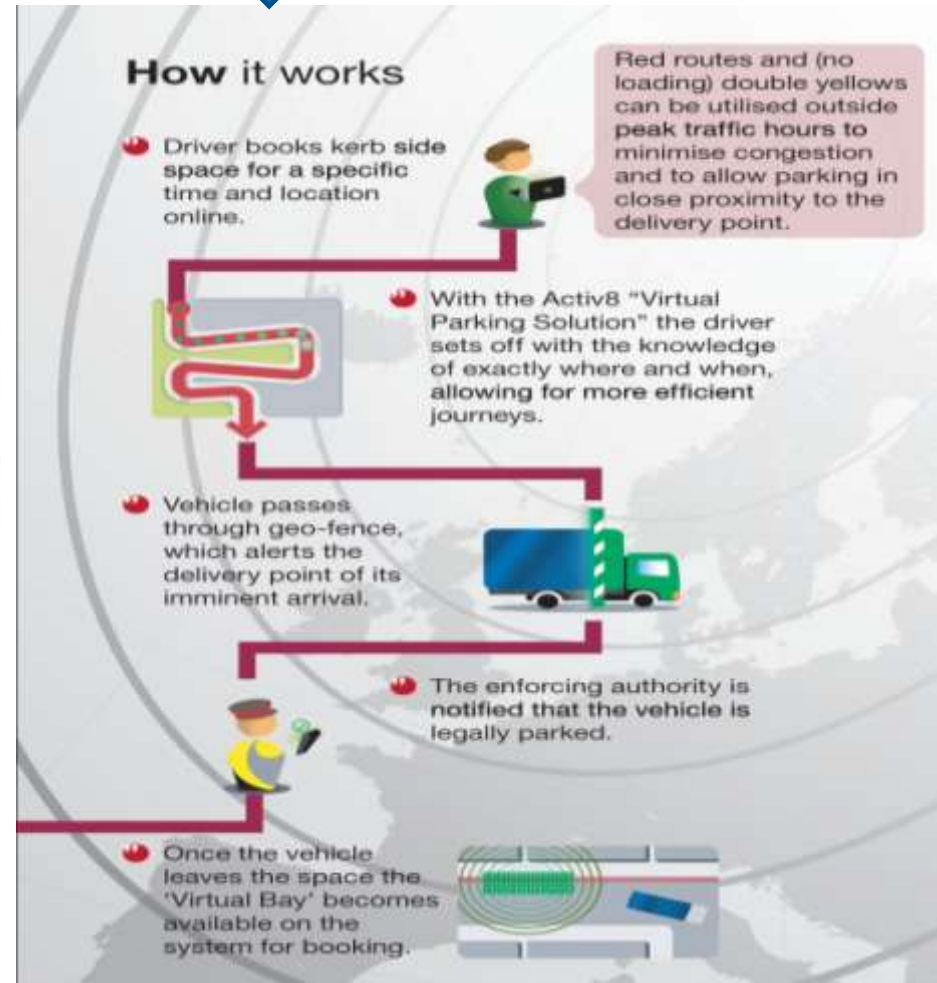 How it works
Red routes and (no
loading) double yellows
can be utilised outside
peak traffic hours to
minimise congestion
and to allow parking in
close proximity to the
delivery point.
Driver books kerb side
space for a specific
time and location
online.
With the Activ8 "Virtual
Parking Solution" the driver
sets off with the knowledge
of exactly where and when,
allowing for more efficient
journeys.
Vehicle passes
through geo-fence,
which alerts the
delivery point of its
imminent arrival.
The enforcing authority is
notified that the vehicle is
legally parked.
Once the vehicle
leaves the space the
'Virtual Bay' becomes
available on the
system for booking.